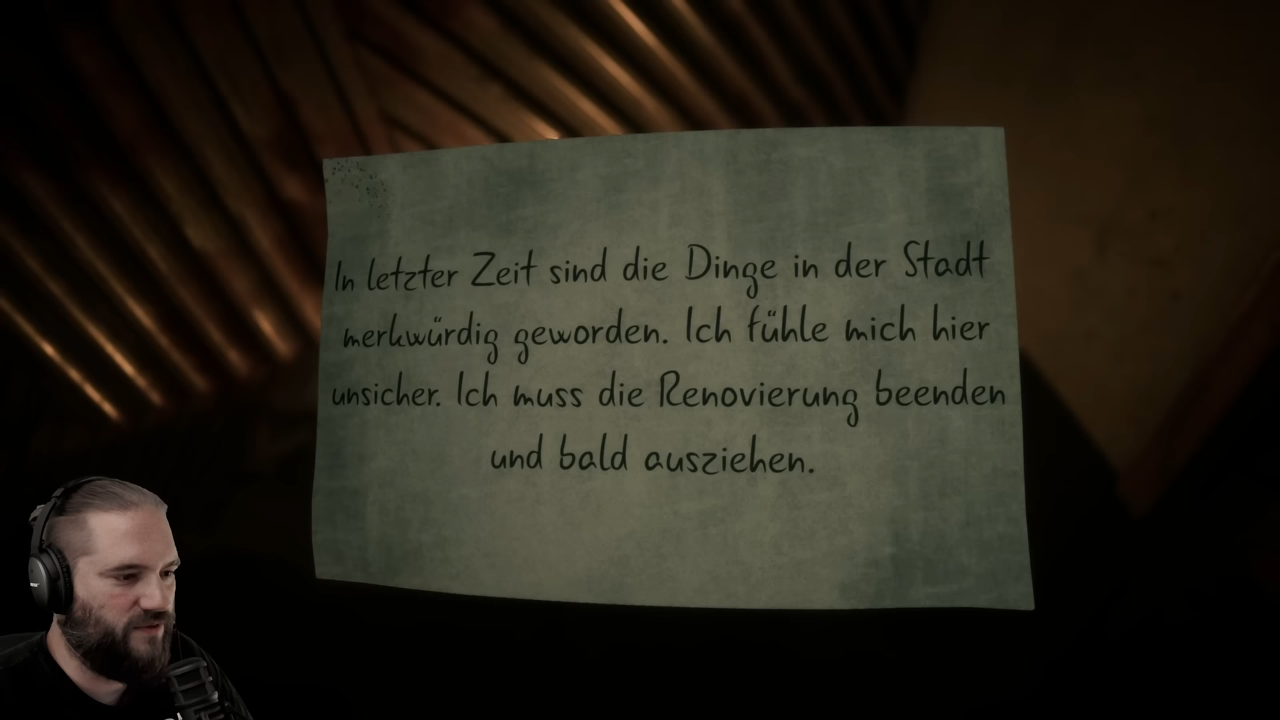 In letzter Zeit sind die Dinge in der Stadt
merkwürdig geworden. Ich fühle mich hier
unsicher. Ich muss die Renovierung beenden
und bald ausziehen.